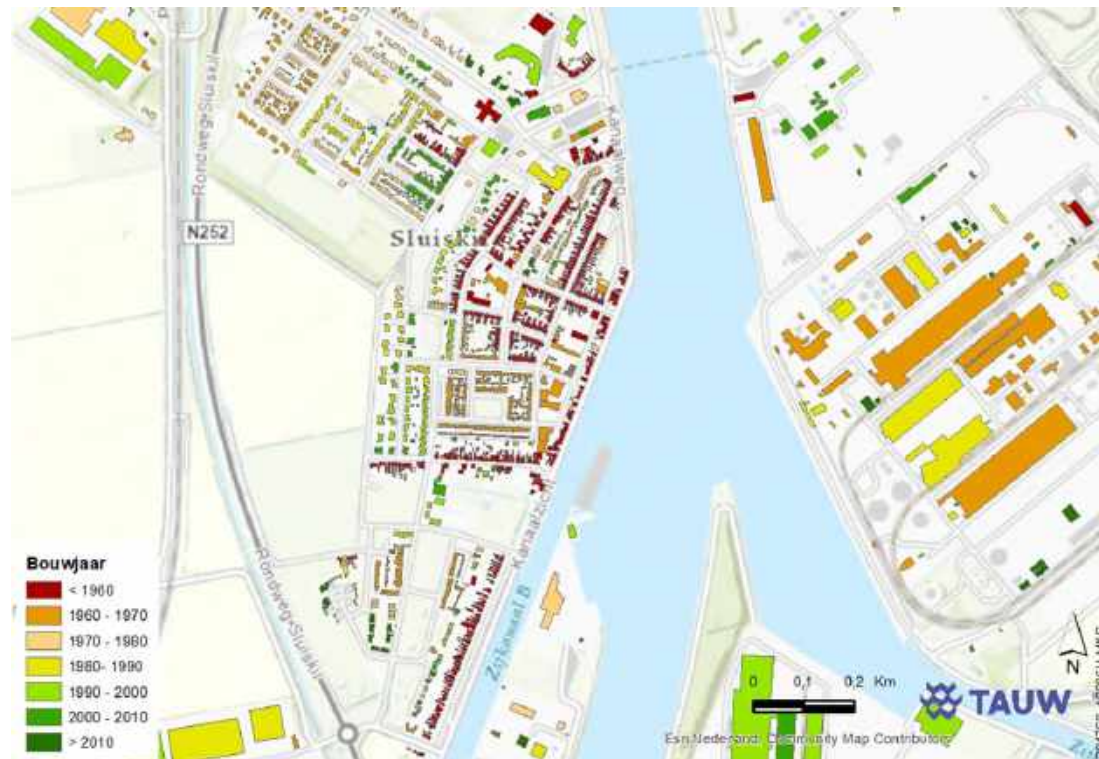 Rondweg-Sluiskil
Kanaalweg
N252
Sluiskil
Kanaalzicht
Zijkanaal B
Rondweg-Sluiskil
Bouwjaar
< 1960
1960 - 1970
1970 - 1980
1980- 1990
1990 - 2000
2000 - 2010
> 2010
0 0,1 0,2 Km
N
TAUW
Esri Nederland, Community Map Contributors